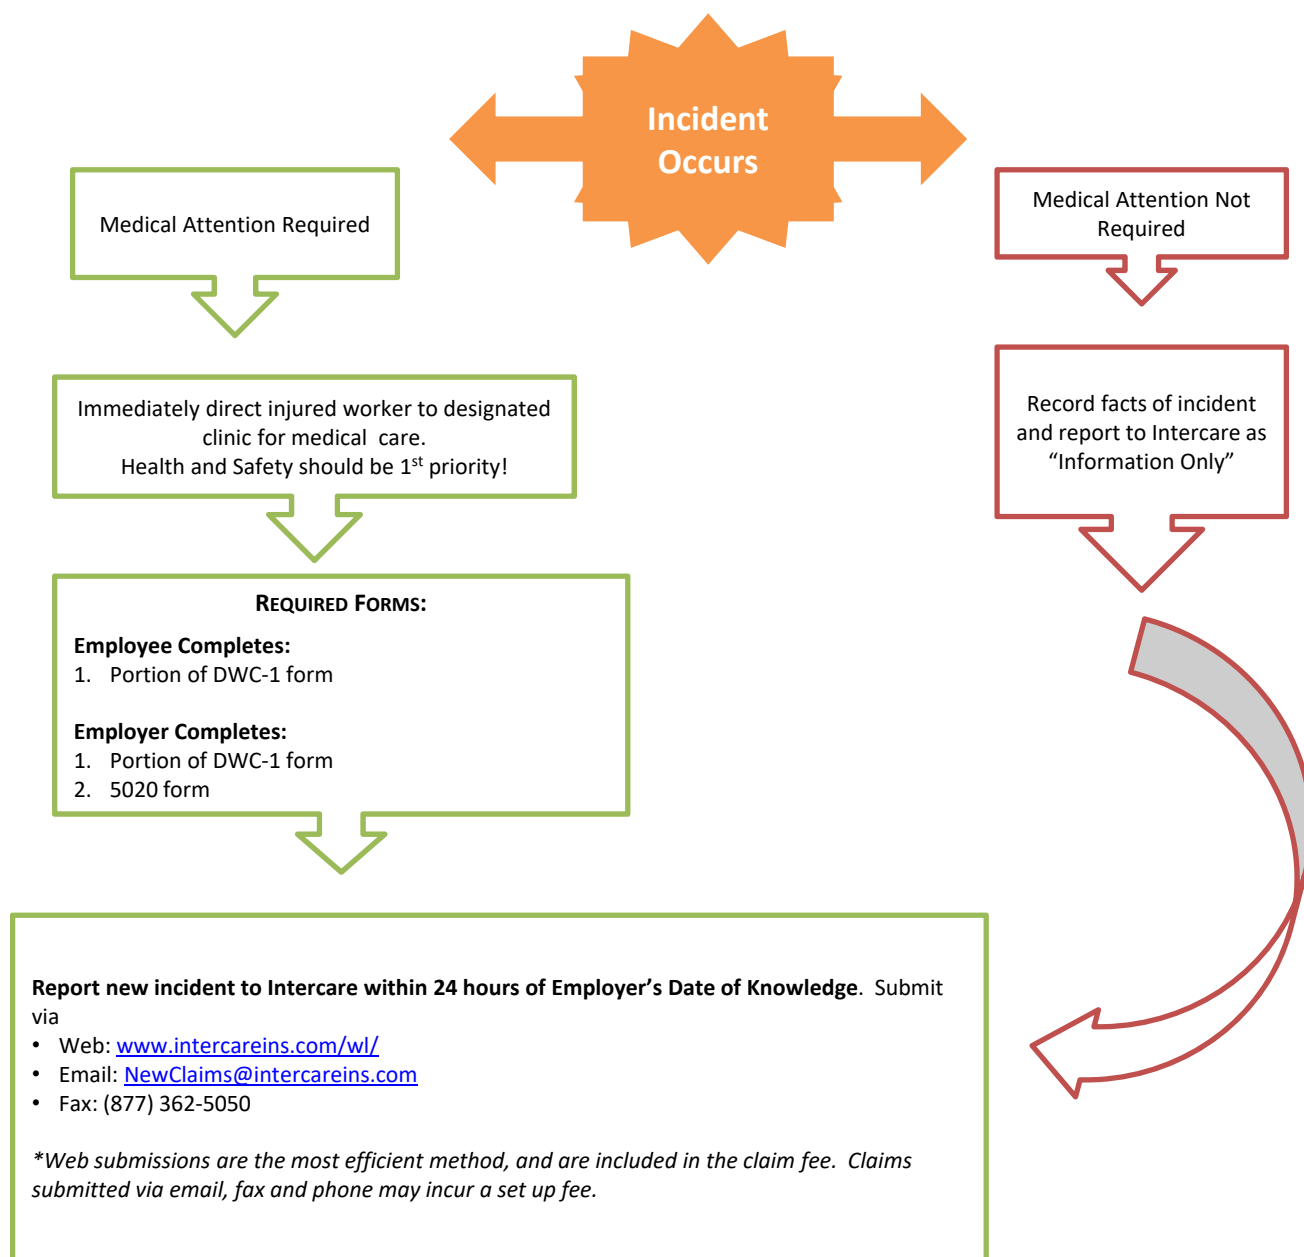 Incident
Occurs
Medical Attention Required
Medical Attention Not
Required
Immediately direct injured worker to designated
clinic for medical care.
Health and Safety should be 1st priority!
Record facts of incident
and report to Intercare as
“Information Only”
REQUIRED FORMS:
Employee Completes:
1. Portion of DWC-1 form
Employer Completes:
1. Portion of DWC-1 form
2. 5020 form
Report new incident to Intercare within 24 hours of Employer’s Date of Knowledge. Submit
via
• Web: www.intercareins.com/wl/
• Email: NewClaims@intercareins.com
• Fax: (877) 362-5050
*Web submissions are the most efficient method, and are included in the claim fee. Claims
submitted via email, fax and phone may incur a set up fee.